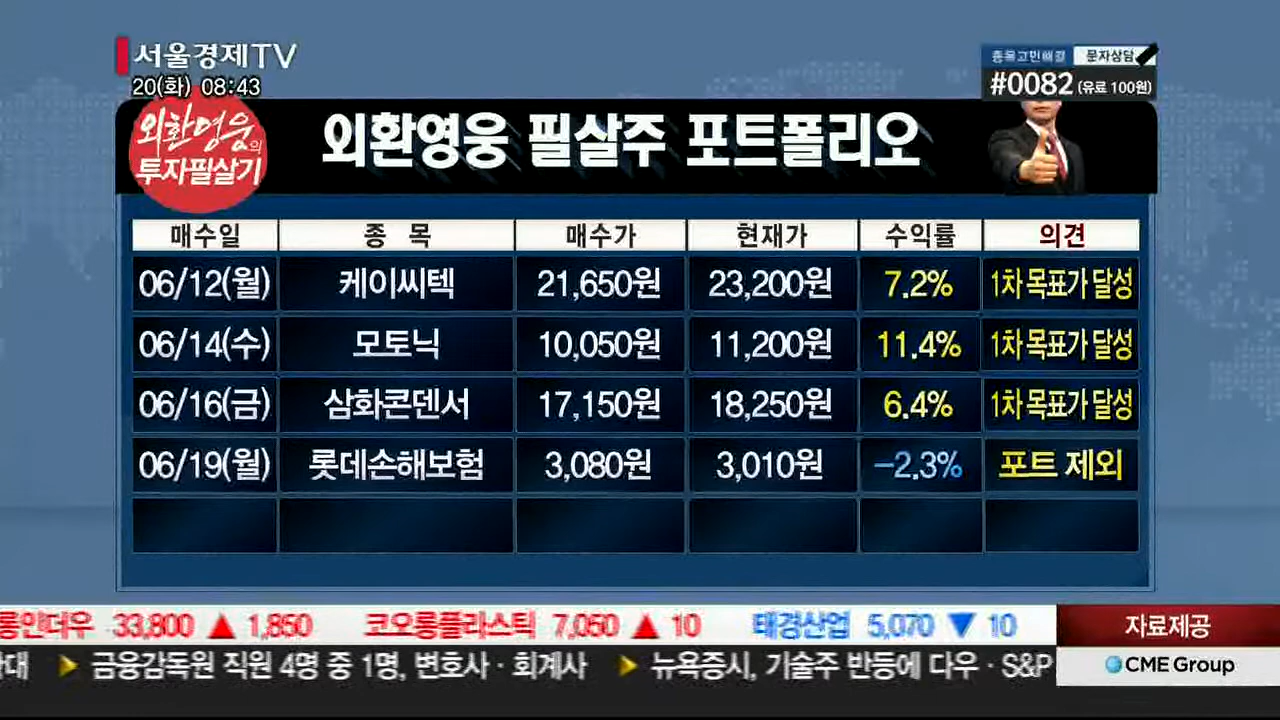 서울경제TV
20(화) 08:43
종목고민해결 문자상담
#0082 (유료 100원)
외환영웅의
투자필살기
외환영웅 필살주 포트폴리오
매수일 종 목 매수가 현재가 수익률 의견
06/12(월) 케이씨텍 21,650원 23,200원 7.2% 1차 목표가 달성
06/14(수) 모토닉 10,050원 11,200원 11.4% 1차 목표가 달성
06/16(금) 삼화콘덴서 17,150원 18,250원 6.4% 1차 목표가 달성
06/19(월) 롯데손해보험 3,080원 3,010원 -2.3% 포트 제외
롱인더우 33,800 ▲ 1,850 코오롱플라스틱 7,050 ▲ 10 태경산업 5,070 ▼ 10
자료제공
▶ 금융감독원 직원 4명 중 1명, 변호사·회계사 ▶ 뉴욕증시, 기술주 반등에 다우·S&P
CME Group